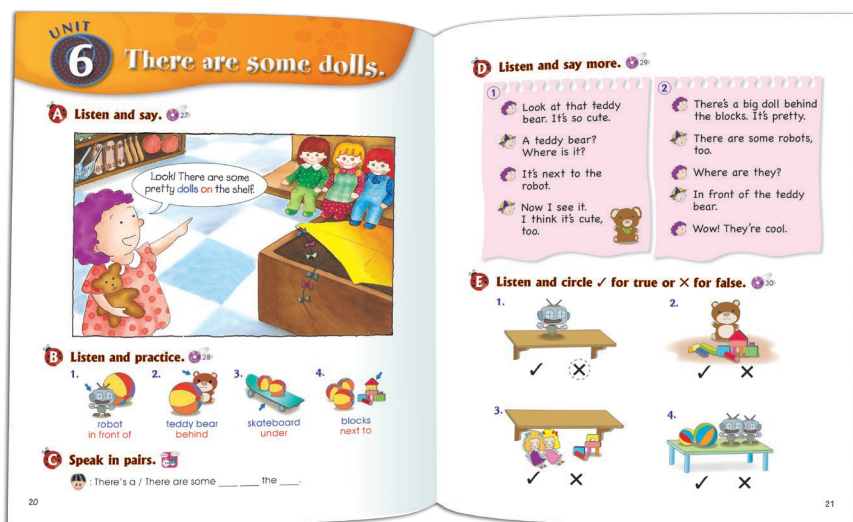 UNIT
6
There are some dolls.
A Listen and say. 27
Look! There are some
pretty dolls on the shelf.
B Listen and practice. 28
1.
2.
3.
4.
robot
in front of
teddy bear
behind
skateboard
under
blocks
next to
C Speak in pairs.
: There's a / There are some ____ ____ the ____.
20
D Listen and say more. 29
1
Look at that teddy
bear. It's so cute.
A teddy bear?
Where is it?
It's next to the
robot.
Now I see it.
I think it's cute,
too.
2
There's a big doll behind
the blocks. It's pretty.
There are some robots,
too.
Where are they?
In front of the teddy
bear.
Wow! They're cool.
E Listen and circle ✓ for true or ✕ for false. 30
1.
✓ ✕
2.
✓ ✕
3.
✓ ✕
4.
✓ ✕
21